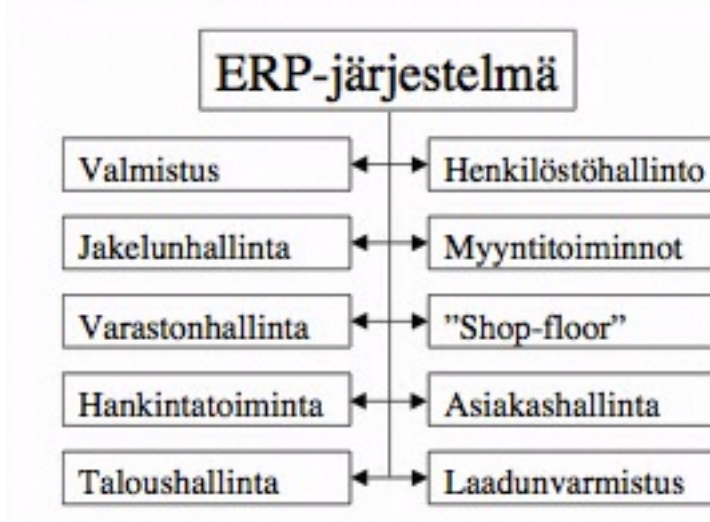 ERP-järjestelmä
Valmistus
Henkilöstöhallinto
Jakelunhallinta
Myyntitoiminnot
Varastonhallinta
”Shop-floor”
Hankintatoiminta
Asiakashallinta
Taloushallinta
Laadunvarmistus